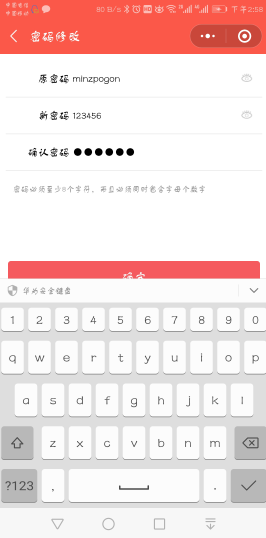 中国电信
中国移动 82 B/s 下午2:58
密码修改
原密码 minzpogon
新密码 123456
确认密码 ●●●●●●
密码必须至少8个字符，而且必须同时包含字母个数字
确定
华为安全键盘
1 2 3 4 5 6 7 8 9 0
q w e r t y u i o p
a s d f g h j k l
z x c v b n m
?123 , .